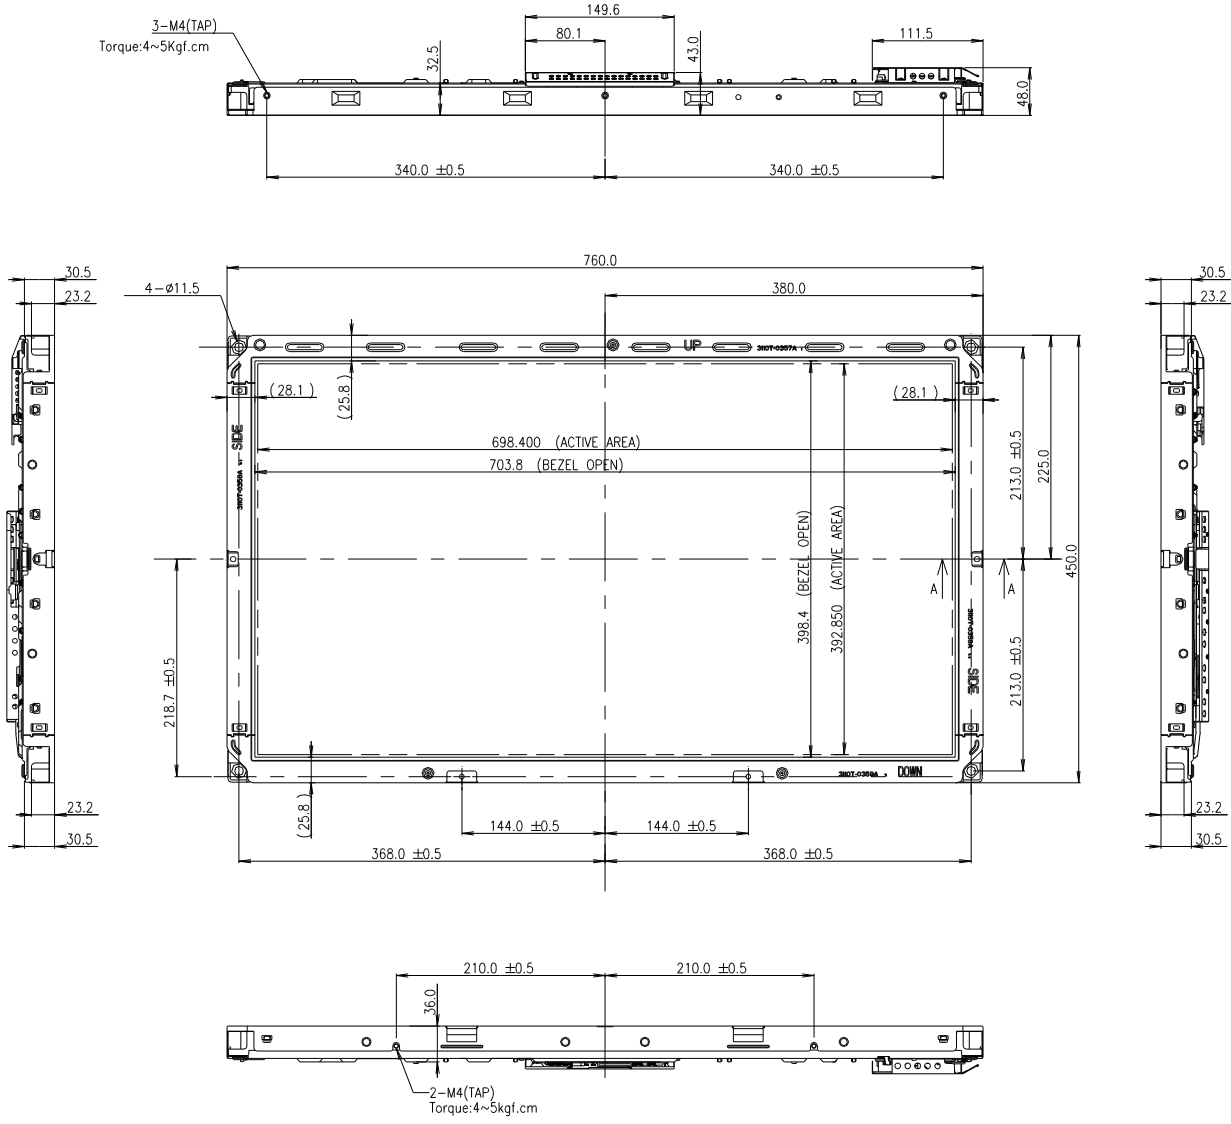 149.6
3-M4(TAP)
80.1
111.5
Torque:4~5Kgf.cm
32.5
43.0
48.0
340.0 ±0.5
340.0 ±0.5
760.0
30.5
30.5
4-ø11.5
380.0
23.2
23.2
UP
3110T-0357A
(28.1)
(25.8)
(28.1)
SIDE
698.400 (ACTIVE AREA)
703.8 (BEZEL OPEN)
213.0 ±0.5
225.0
398.4 (BEZEL OPEN)
392.850 (ACTIVE AREA)
450.0
A
A
218.7 ±0.5
213.0 ±0.5
SIDE
DOWN
23.2
(25.8)
23.2
144.0 ±0.5
144.0 ±0.5
30.5
368.0 ±0.5
368.0 ±0.5
30.5
210.0 ±0.5
210.0 ±0.5
36.0
2-M4(TAP)
Torque:4~5kgf.cm